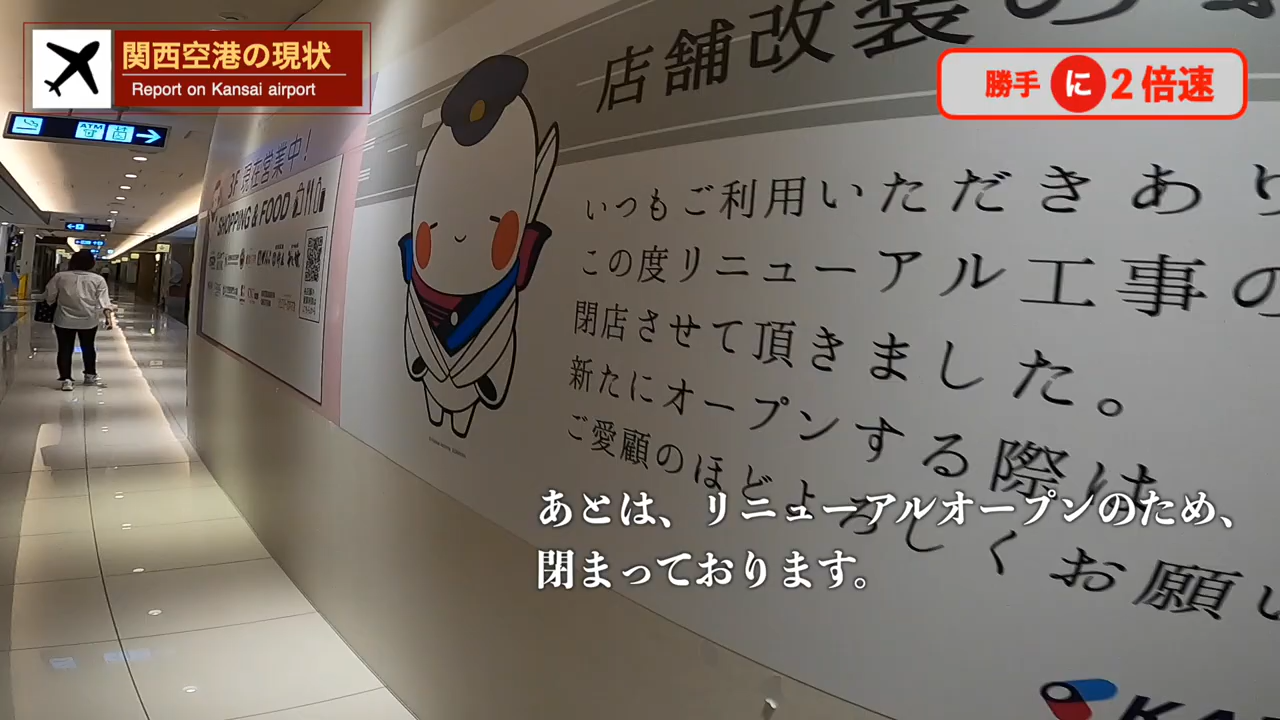 関西空港の現状
Report on Kansai airport
勝手に2倍速
ATM
店舗改装の
いつもご利用いただきあり
この度リニューアル工事の
閉店させて頂きました。
新たにオープンする際は
ご愛顧のほどよろしくお願い
3F 現在営業中!
SHOPPING & FOOD
あとは、リニューアルオープンのため、
閉まっております。